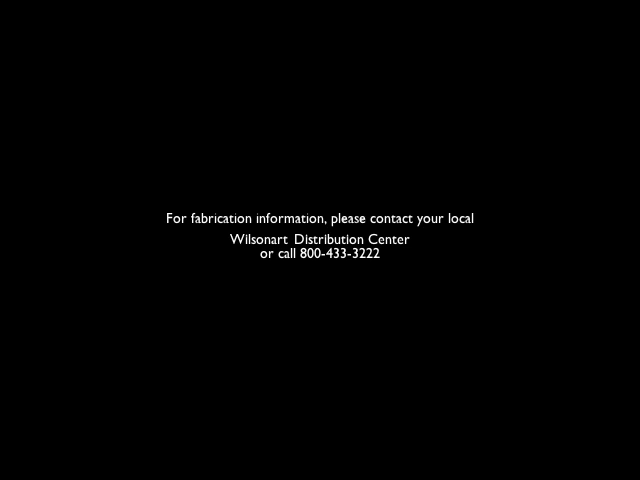 For fabrication information, please contact your local
Wilsonart Distribution Center
or call 800-433-3222